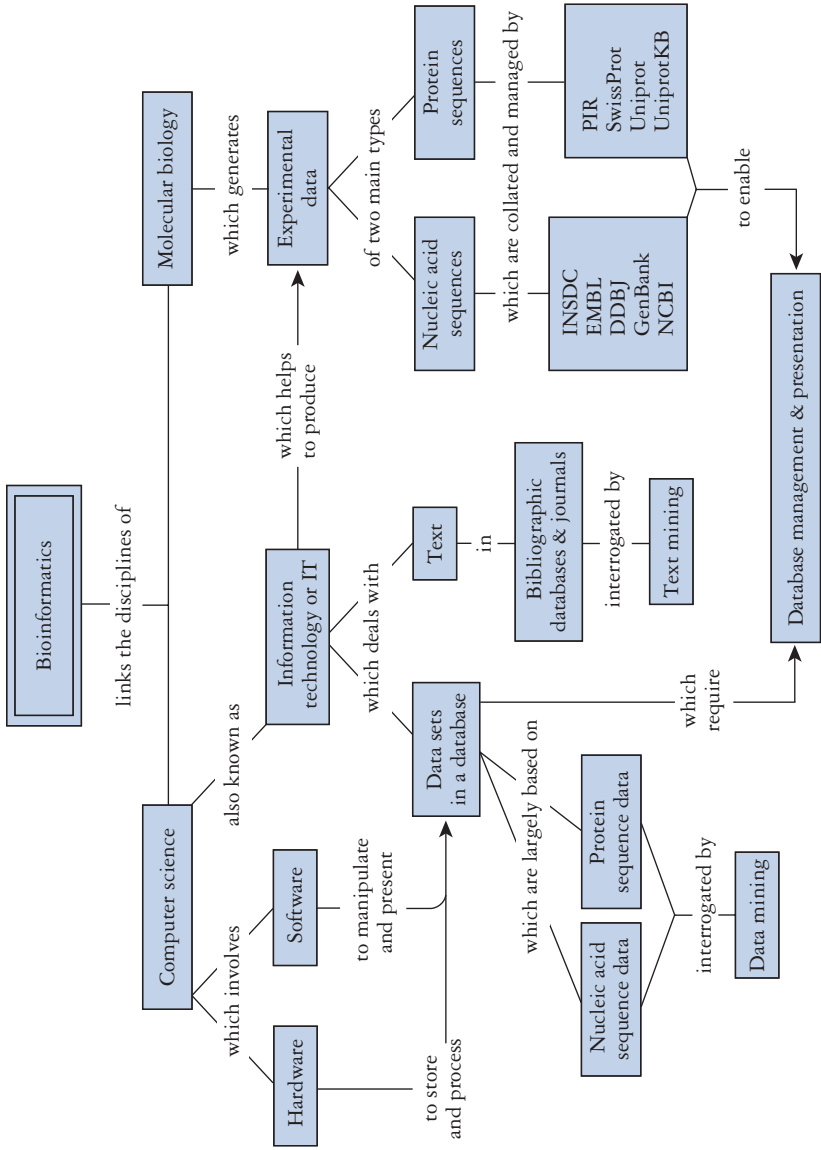 Bioinformatics
links the disciplines of
Computer science
Molecular biology
which involves
also known as
which generates
Hardware
Software
Information
technology or IT
which helps
to produce
Experimental
data
to store
and process
to manipulate
and present
which deals with
of two main types
Data sets
in a database
Text
Nucleic acid
sequences
Protein
sequences
in
which are largely based on
which are collated and managed by
Bibliographic
databases & journals
INSDC
EMBL
DDBJ
GenBank
NCBI
PIR
SwissProt
Uniprot
UniprotKB
Nucleic acid
sequence data
Protein
sequence data
interrogated by
Text mining
which
require
to enable
interrogated by
Data mining
Database management & presentation